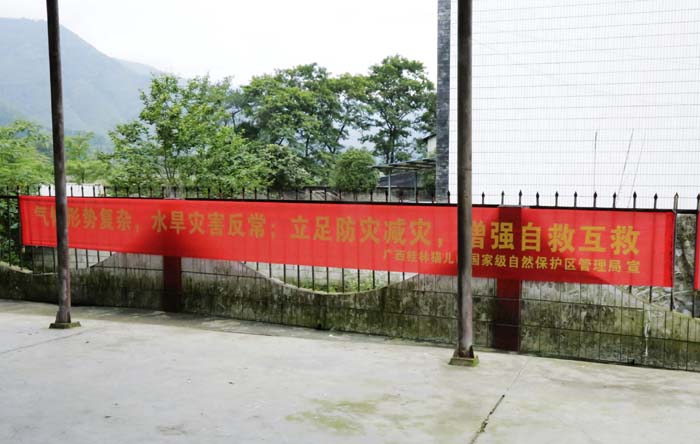 气 形势复杂，水旱灾害反常；立足防灾减灾，增强自救互救
广西桂林猫儿 国家级自然保护区管理局 宣